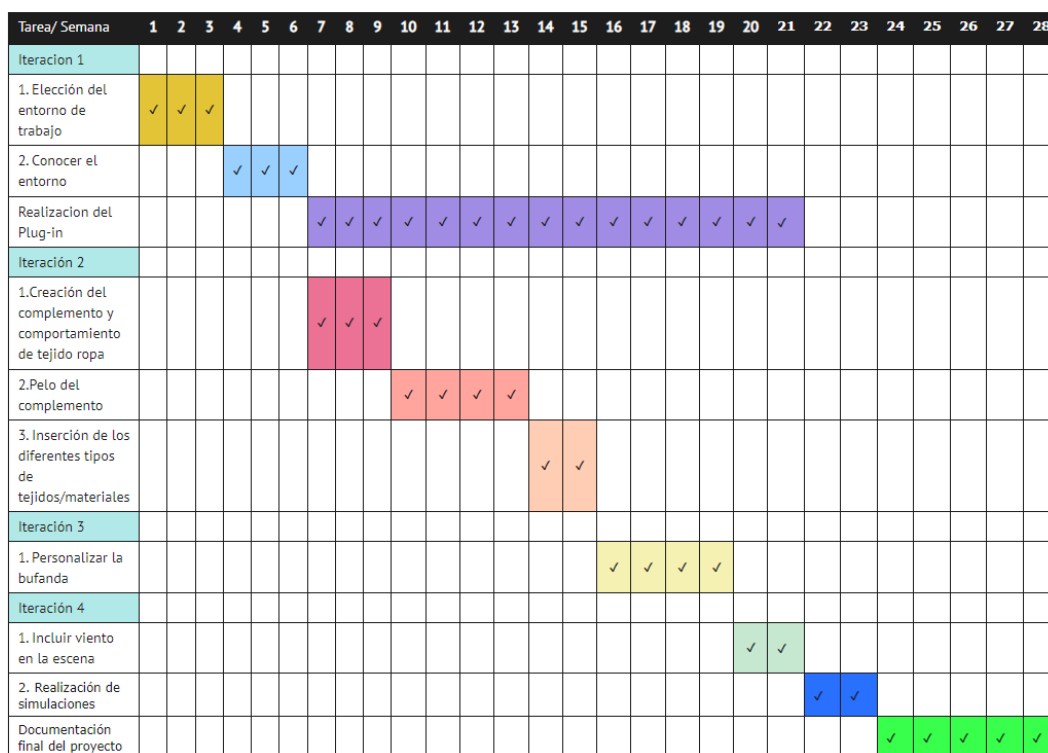 Tarea/ Semana 1 2 3 4 5 6 7 8 9 10 11 12 13 14 15 16 17 18 19 20 21 22 23 24 25 26 27 28
Iteracion 1
1. Elección del
entorno de
trabajo
✓ ✓ ✓
2. Conocer el
entorno
✓ ✓ ✓
Realizacion del
Plug-in
✓ ✓ ✓ ✓ ✓ ✓ ✓ ✓ ✓ ✓ ✓ ✓ ✓ ✓ ✓
Iteración 2
1.Creación del
complemento y
comportamiento
de tejido ropa
✓ ✓ ✓
2.Pelo del
complemento
✓ ✓ ✓ ✓
3. Inserción de los
diferentes tipos
de
tejidos/materiales
✓ ✓
Iteración 3
1. Personalizar la
bufanda
✓ ✓ ✓ ✓
Iteración 4
1. Incluir viento
en la escena
✓ ✓
2. Realización de
simulaciones
✓ ✓
Documentación
final del proyecto
✓ ✓ ✓ ✓ ✓